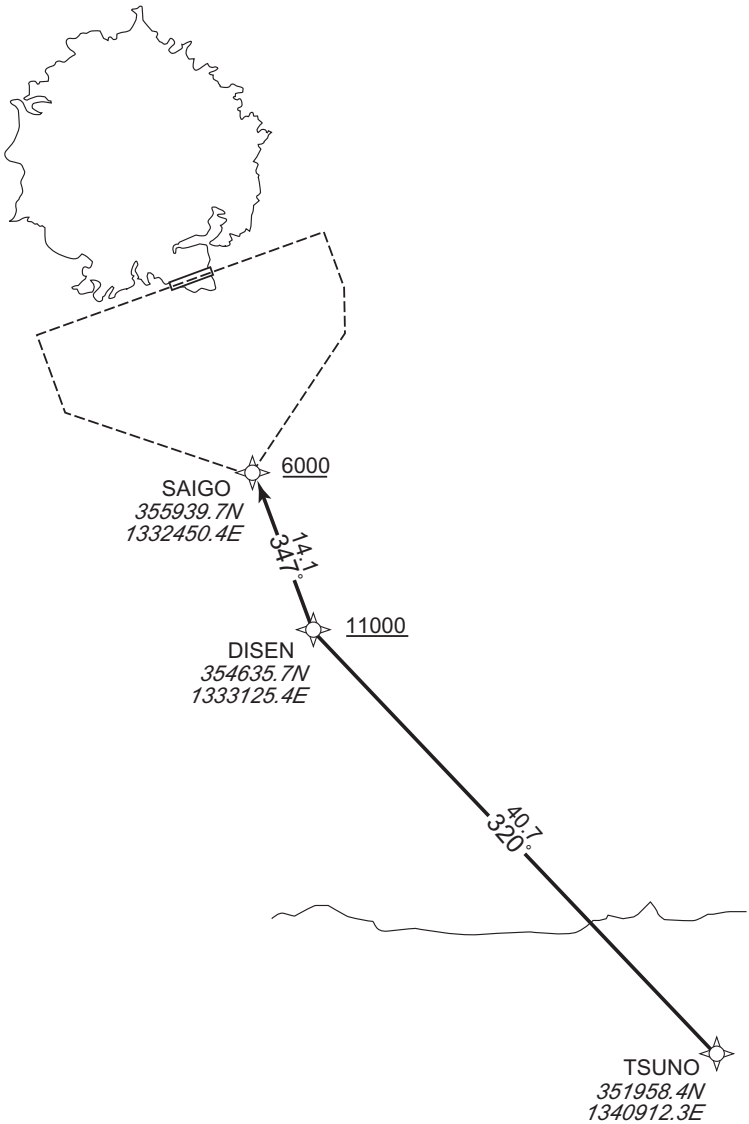 6000
SAIGO
355939.7N
1332450.4E
14.1
347°
11000
DISEN
354635.7N
1333125.4E
40.7
320°
TSUNO
351958.4N
1340912.3E